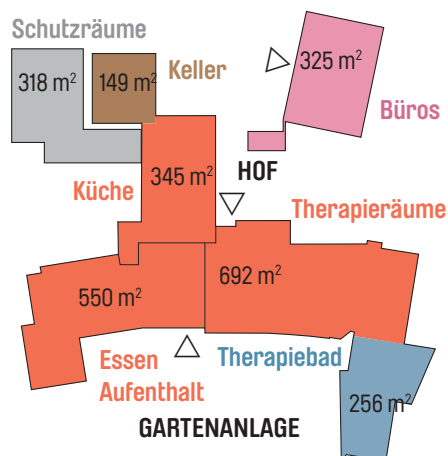 Schutzräume
318 m²
149 m²
Keller
325 m²
Büros
HOF
Küche
345 m²
Therapieräume
550 m²
692 m²
Essen
Aufenthalt
Therapiebad
256 m²
GARTENANLAGE